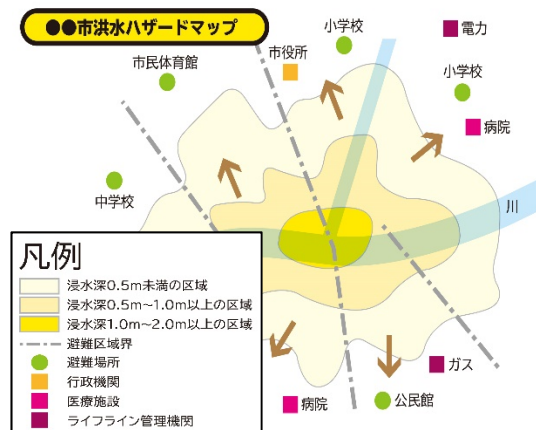 ●●市洪水ハザードマップ
小学校
電力
市役所
市民体育館
小学校
病院
中学校
川
凡例
浸水深0.5m未満の区域
浸水深0.5m~1.0m以上の区域
浸水深1.0m~2.0m以上の区域
避難区域界
避難場所
行政機関
医療施設
ライフライン管理機関
ガス
病院
公民館